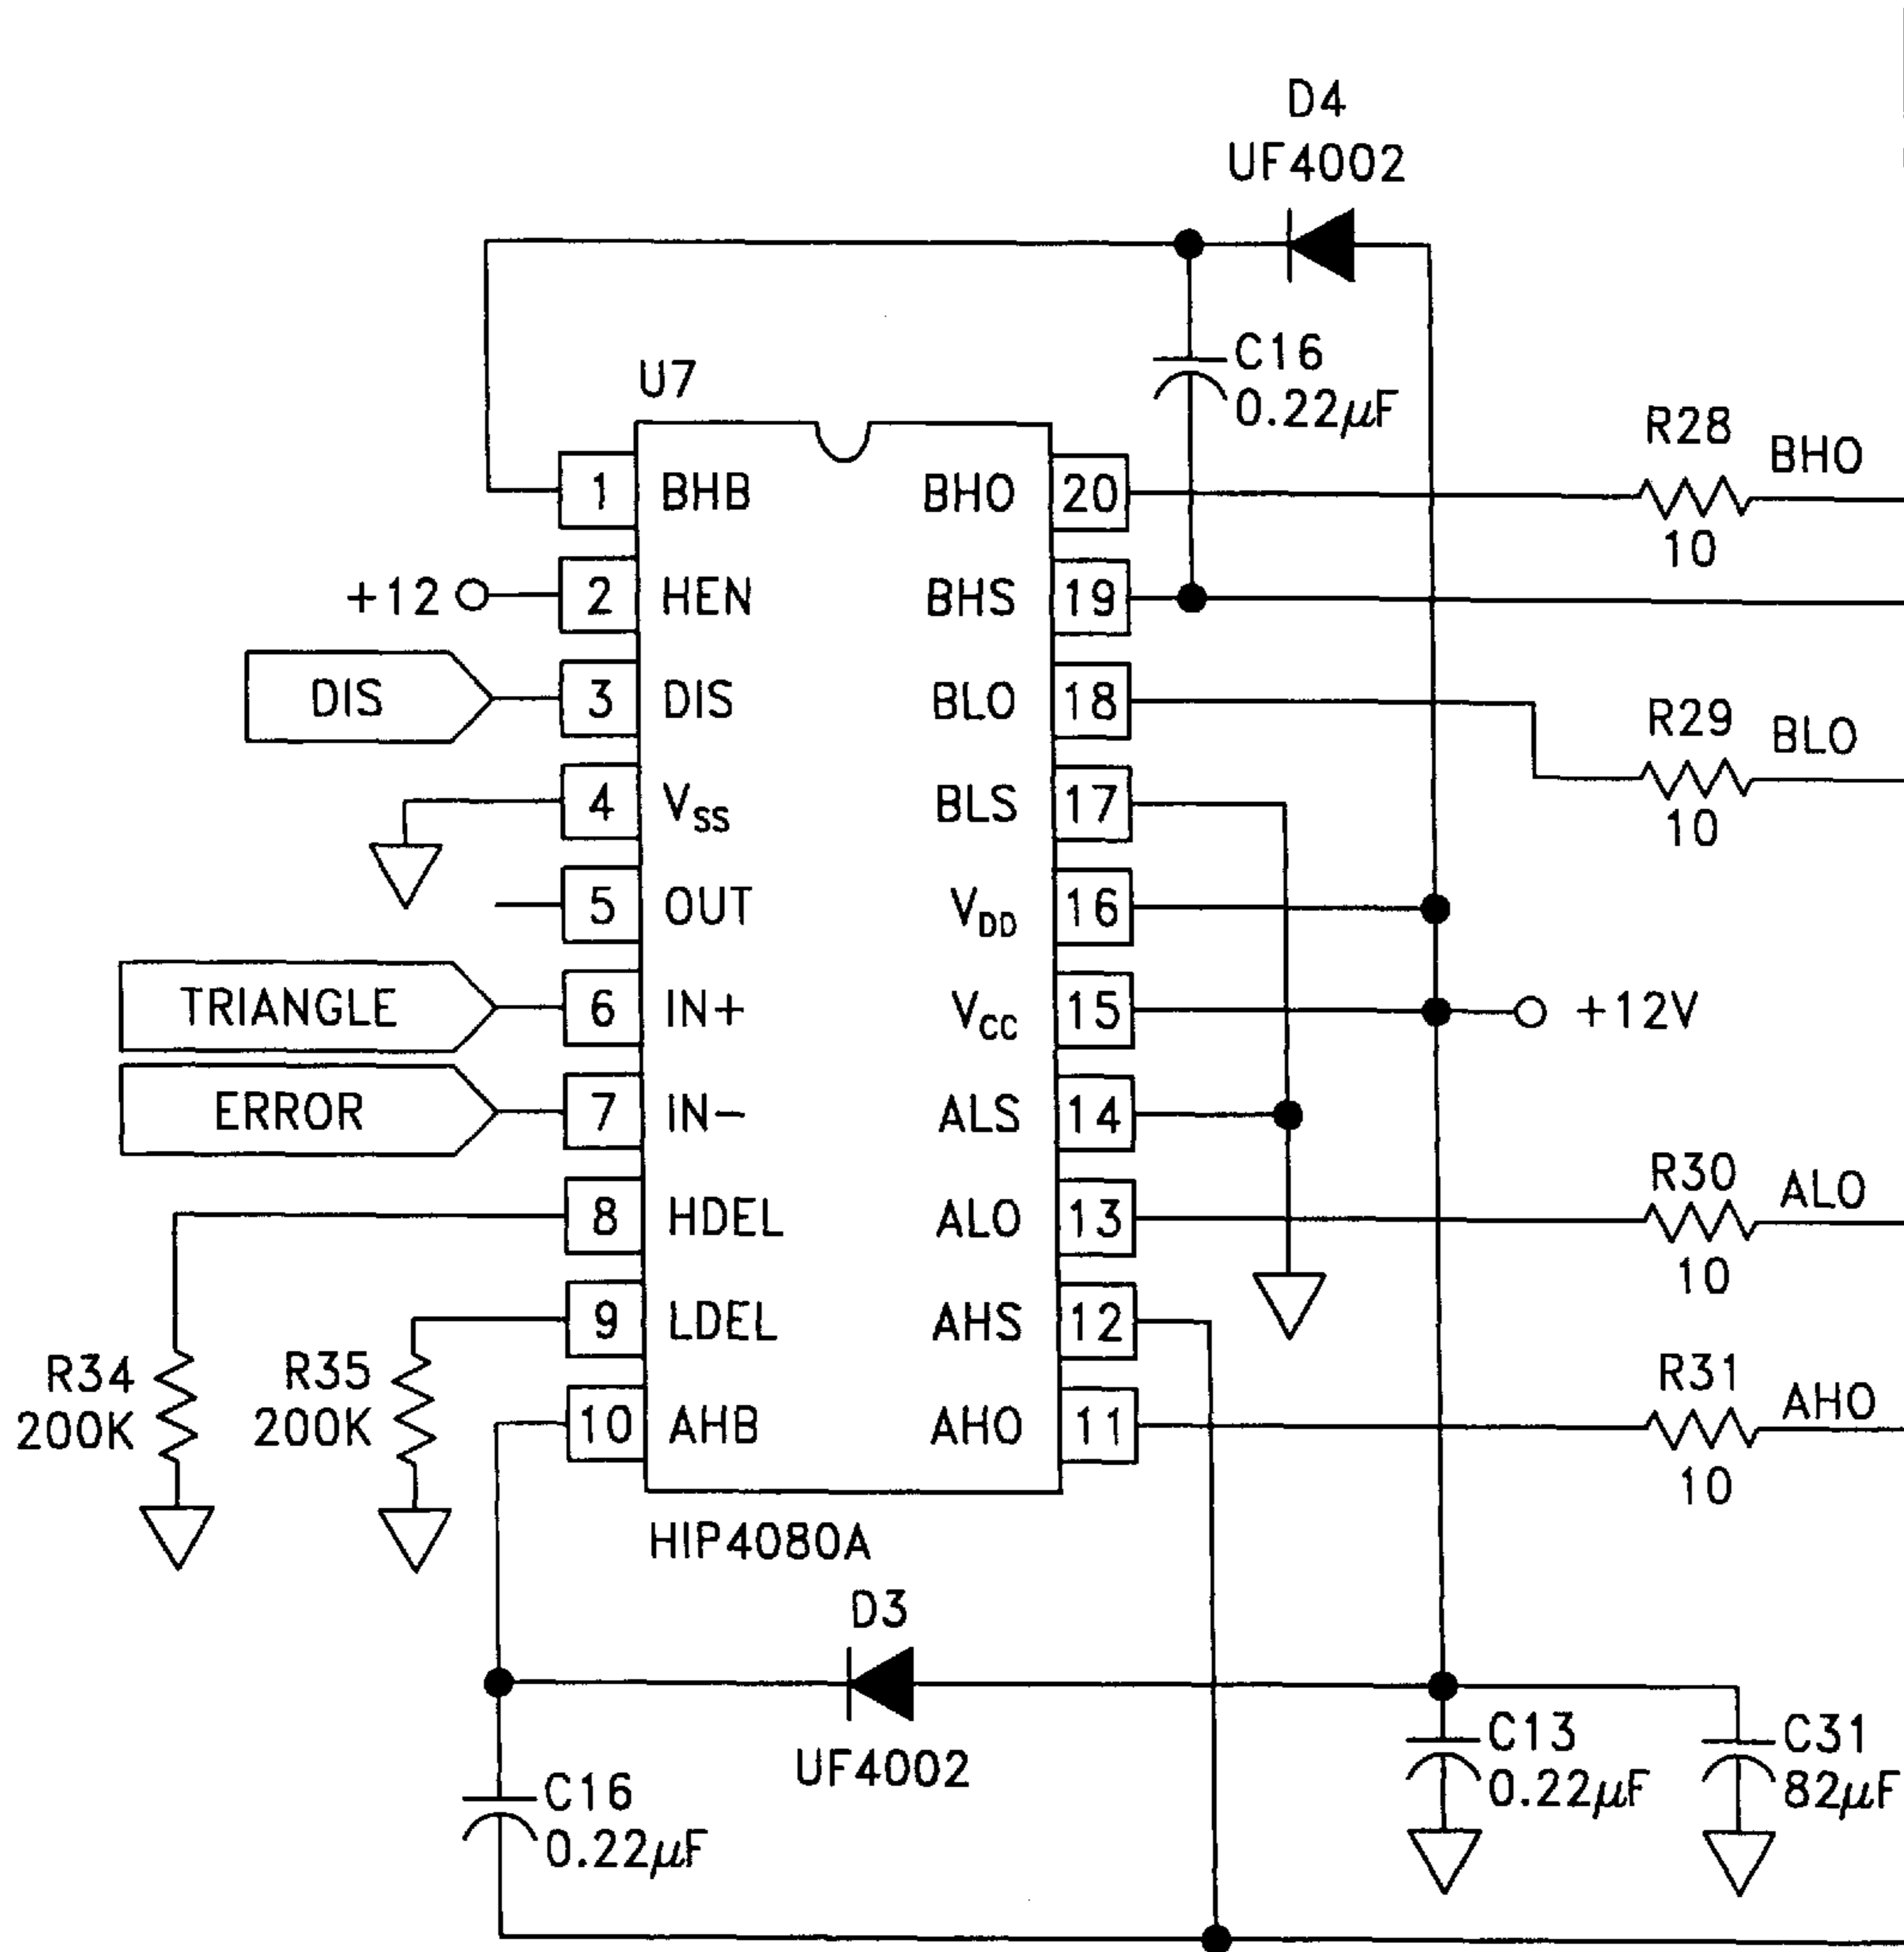 D4
UF4002
C16
0.22µF
U7
R28
BHO
10
1 BHB
BHO 20
+12
2 HEN
BHS 19
DIS
3 DIS
BLO 18
R29
BLO
10
4 VSS
BLS 17
5 OUT
VDD 16
TRIANGLE
6 IN+
VCC 15
+12V
ERROR
7 IN-
ALS 14
8 HDEL
ALO 13
R30
ALO
10
9 LDEL
AHS 12
R34
200K
R35
200K
10 AHB
AHO 11
R31
AHO
10
HIP4080A
D3
UF4002
C13
0.22µF
C31
82µF
C16
0.22µF